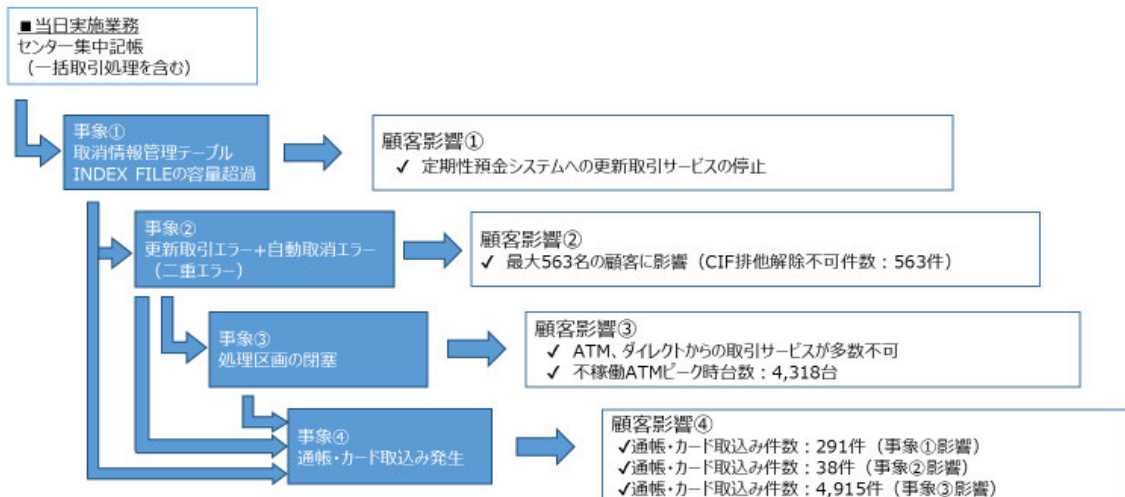 ■当日実施業務
センター集中記帳
（一括取引処理を含む）
事象①
取消情報管理テーブル
INDEX FILEの容量超過
顧客影響①
✓ 定期性預金システムへの更新取引サービスの停止
事象②
更新取引エラー＋自動取消エラー
（二重エラー）
顧客影響②
✓ 最大563名の顧客に影響（CIF排他解除不可件数：563件）
事象③
処理区画の閉塞
顧客影響③
✓ ATM、ダイレクトからの取引サービスが多数不可
✓ 不稼働ATMピーク時台数：4,318台
事象④
通帳・カード取込み発生
顧客影響④
✓通帳・カード取込み件数：291件（事象①影響）
✓通帳・カード取込み件数：38件（事象②影響）
✓通帳・カード取込み件数：4,915件（事象③影響）